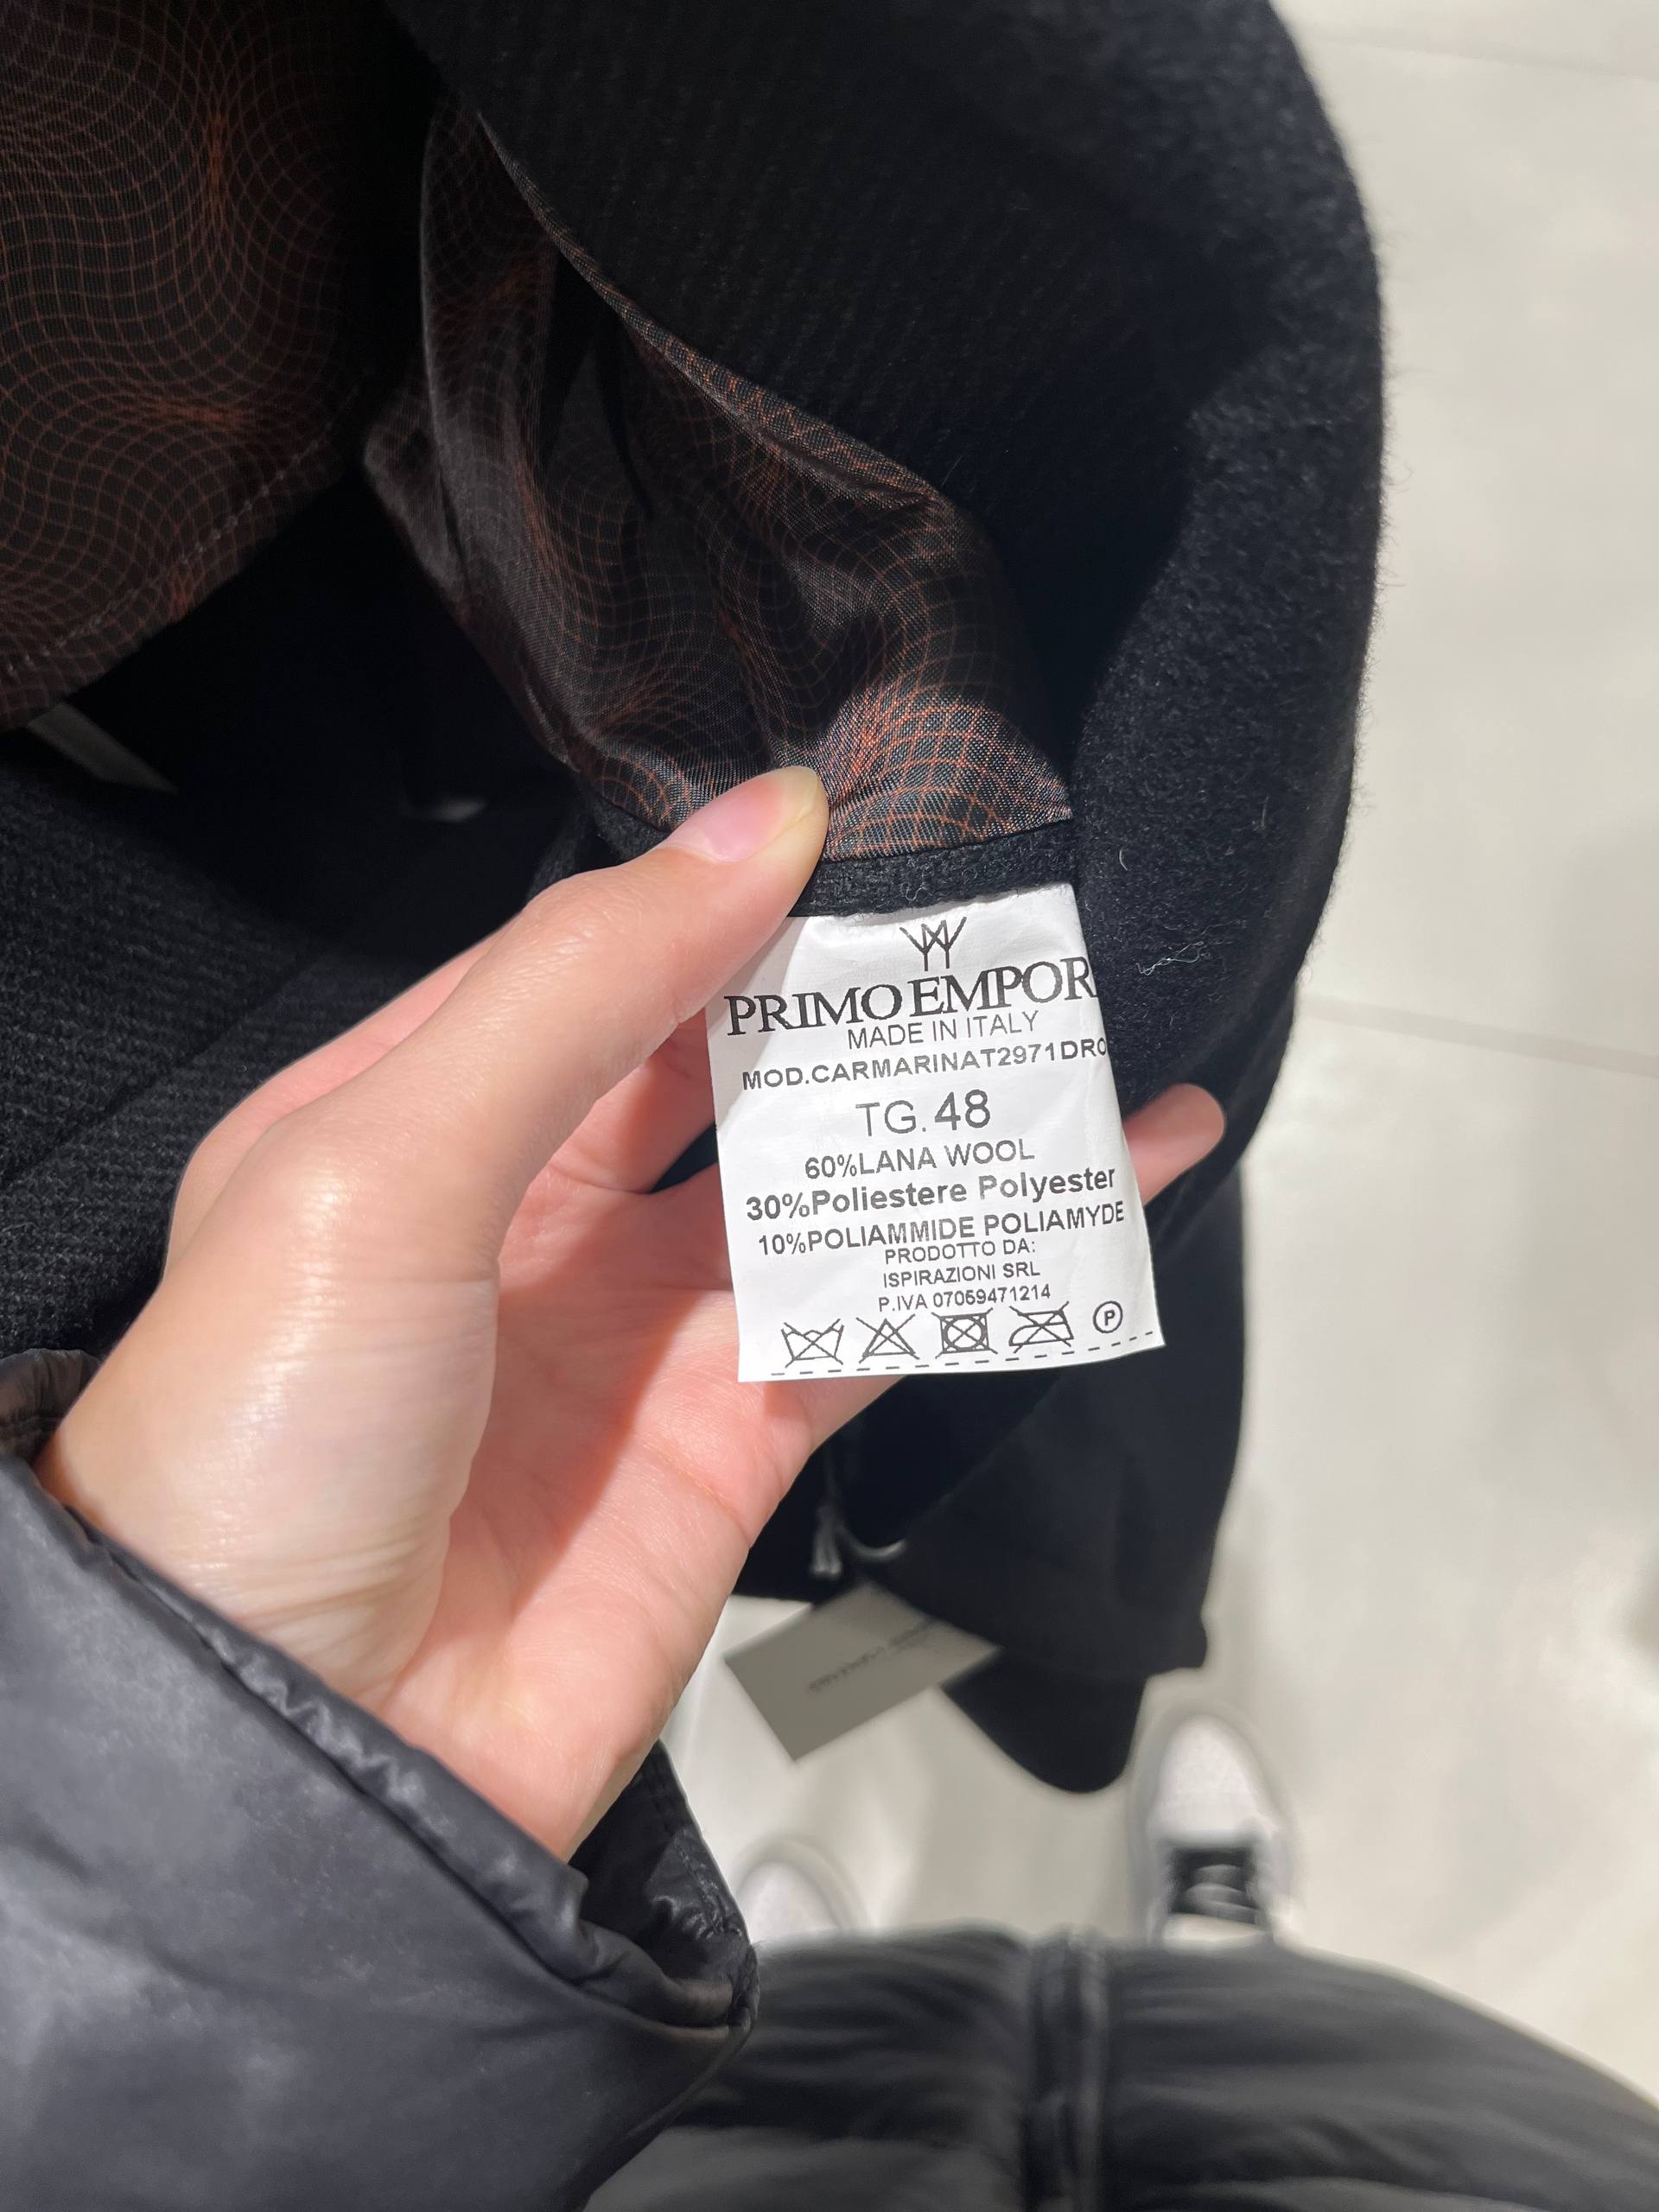 PRIMO EMPOR
MADE IN ITALY
MOD.CARMARINAT2971DRO
TG. 48
60%LANA WOOL
30%Poliestere Polyester
10%POLIAMMIDE POLIAMYDE
PRODOTTO DA:
ISPIRAZIONI SRL
P.IVA 07059471214
P